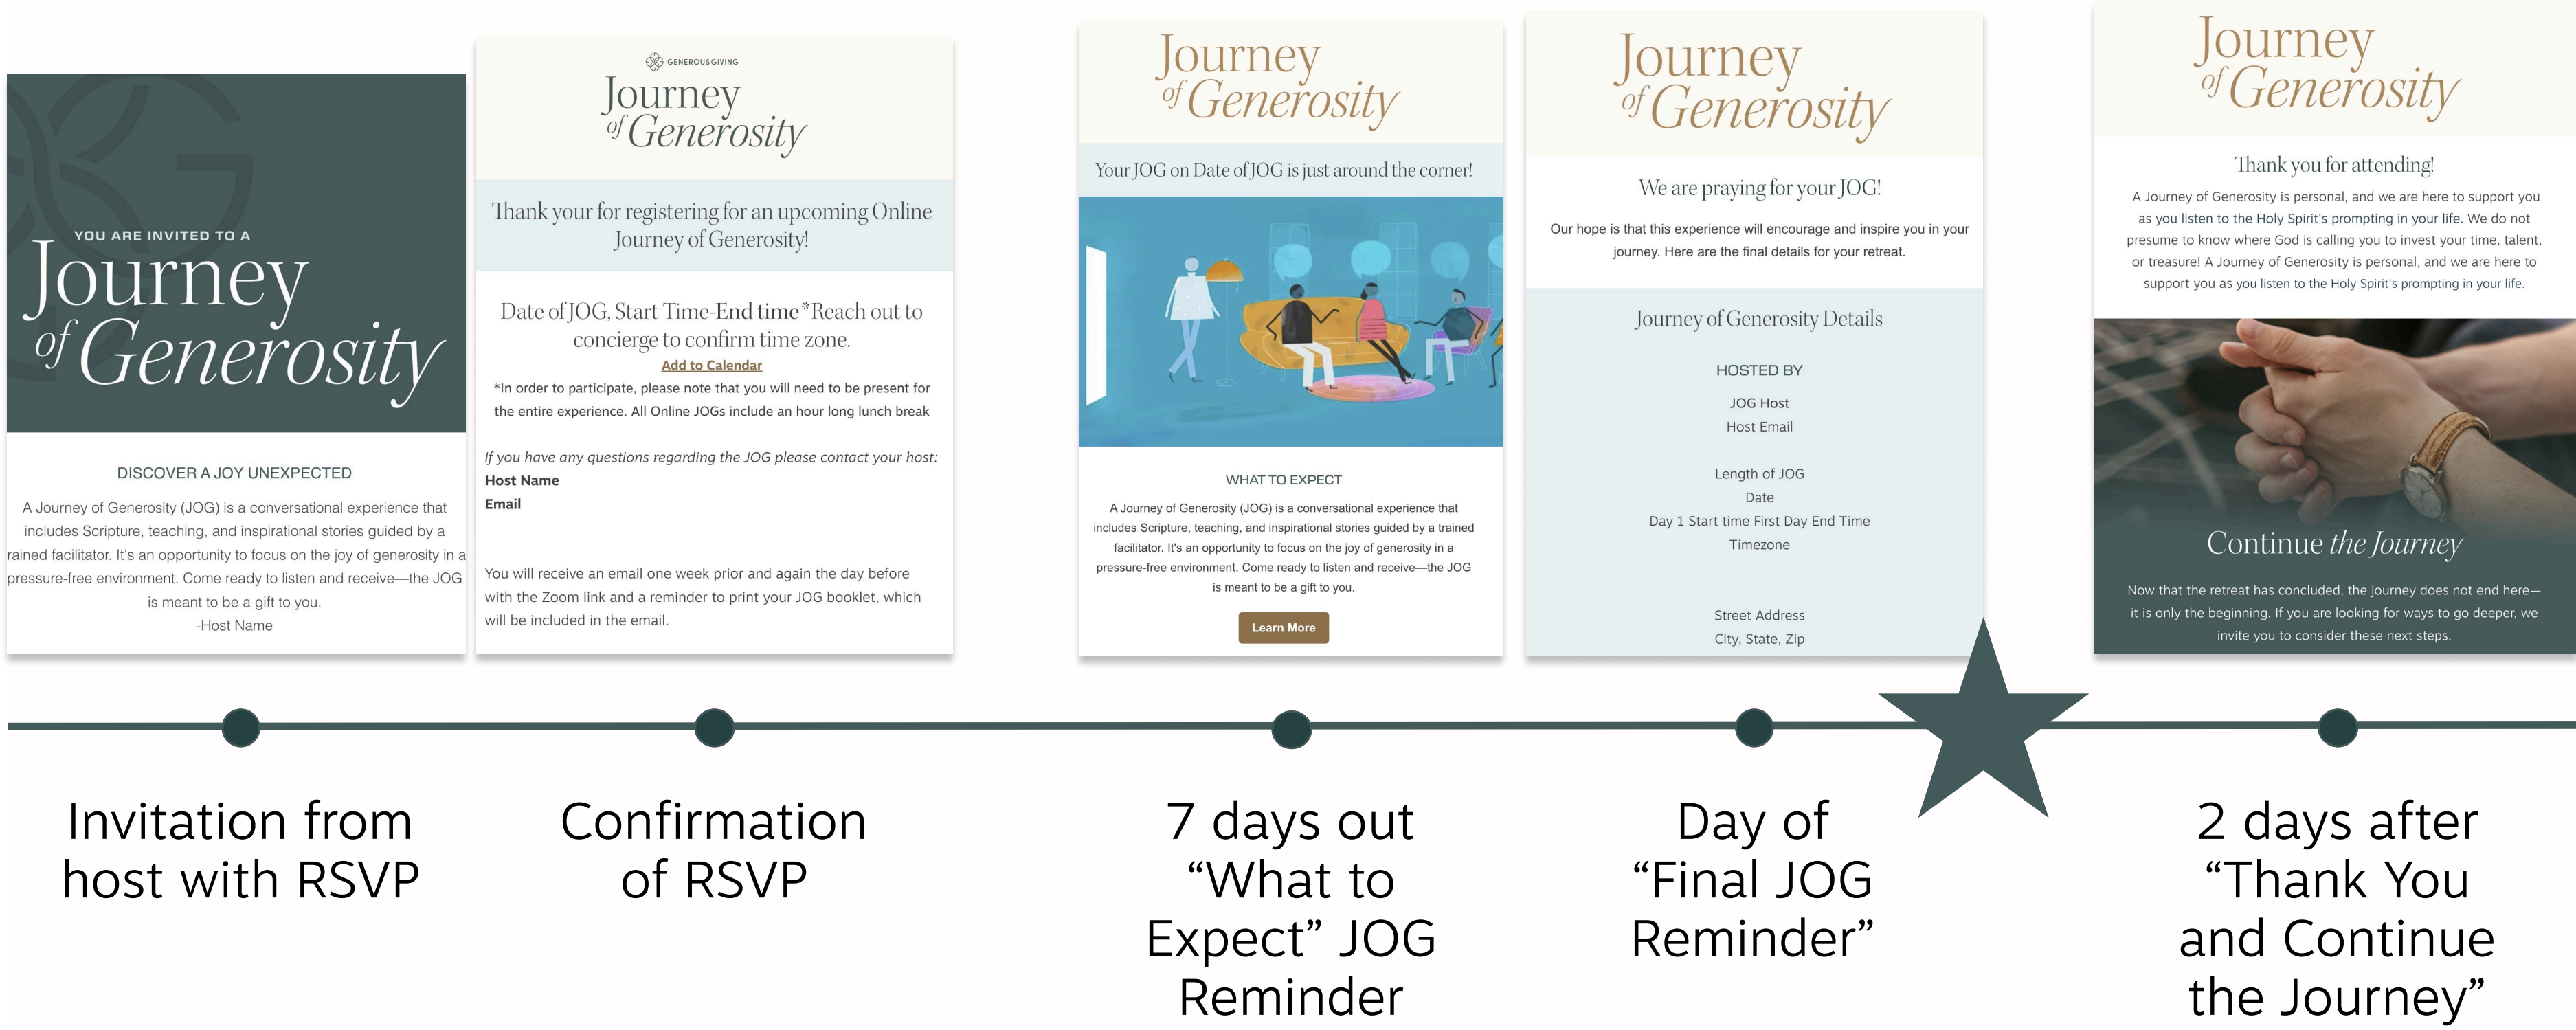 YOU ARE INVITED TO A
Journey
of Generosity
DISCOVER A JOY UNEXPECTED
A Journey of Generosity (JOG) is a conversational experience that
includes Scripture, teaching, and inspirational stories guided by a
rained facilitator. It's an opportunity to focus on the joy of generosity in a
pressure-free environment. Come ready to listen and receive—the JOG
is meant to be a gift to you.
-Host Name
GENEROUSGIVING
Journey
of Generosity
Thank your for registering for an upcoming Online
Journey of Generosity!
Date of JOG, Start Time-End time*Reach out to
concierge to confirm time zone.
Add to Calendar
*In order to participate, please note that you will need to be present for
the entire experience. All Online JOGs include an hour long lunch break
If you have any questions regarding the JOG please contact your host:
Host Name
Email
You will receive an email one week prior and again the day before
with the Zoom link and a reminder to print your JOG booklet, which
will be included in the email.
Journey
of Generosity
Your JOG on Date of JOG is just around the corner!
WHAT TO EXPECT
A Journey of Generosity (JOG) is a conversational experience that
includes Scripture, teaching, and inspirational stories guided by a trained
facilitator. It's an opportunity to focus on the joy of generosity in a
pressure-free environment. Come ready to listen and receive—the JOG
is meant to be a gift to you.
Learn More
Journey
of Generosity
We are praying for your JOG!
Our hope is that this experience will encourage and inspire you in your
journey. Here are the final details for your retreat.
Journey of Generosity Details
HOSTED BY
JOG Host
Host Email
Length of JOG
Date
Day 1 Start time First Day End Time
Timezone
Street Address
City, State, Zip
Journey
of Generosity
Thank you for attending!
A Journey of Generosity is personal, and we are here to support you
as you listen to the Holy Spirit's prompting in your life. We do not
presume to know where God is calling you to invest your time, talent,
or treasure! A Journey of Generosity is personal, and we are here to
support you as you listen to the Holy Spirit's prompting in your life.
Continue the Journey
Now that the retreat has concluded, the journey does not end here—
it is only the beginning. If you are looking for ways to go deeper, we
invite you to consider these next steps.
Invitation from
host with RSVP
Confirmation
of RSVP
7 days out
“What to
Expect” JOG
Reminder
Day of
“Final JOG
Reminder”
2 days after
“Thank You
and Continue
the Journey”